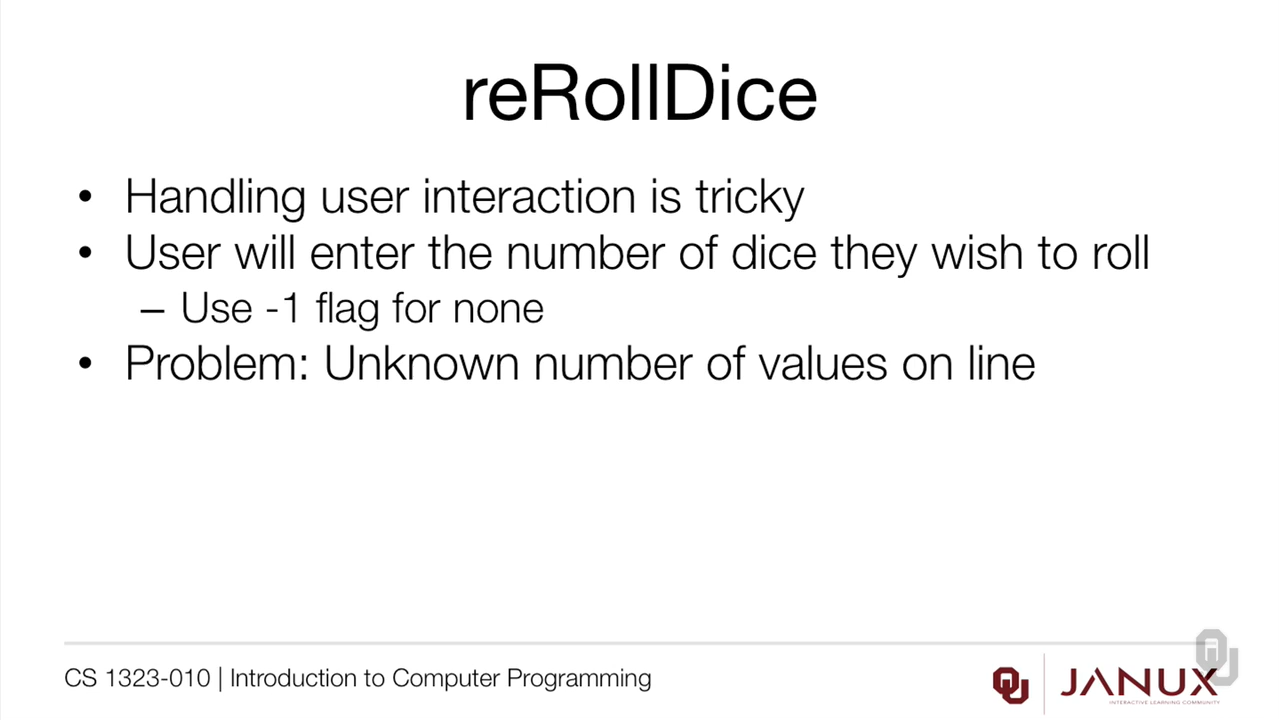 reRollDice
• Handling user interaction is tricky
• User will enter the number of dice they wish to roll
– Use -1 flag for none
• Problem: Unknown number of values on line
CS 1323-010 | Introduction to Computer Programming
JANUX
INTERACTIVE LEARNING COMMUNITY